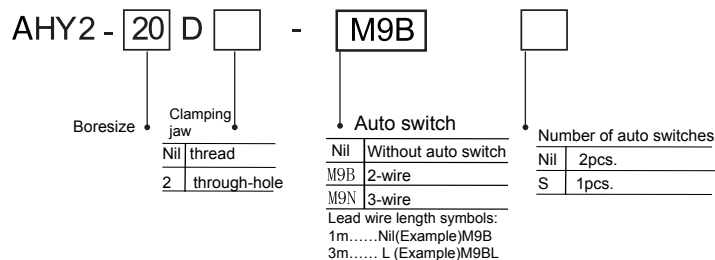 AHY2 - 20 D - M9B
Boresize
Clamping
jaw
Nil thread
2 through-hole
Auto switch
Nil Without auto switch
M9B 2-wire
M9N 3-wire
Lead wire length symbols:
1m......Nil(Example)M9B
3m...... L (Example)M9BL
Number of auto switches
Nil 2pcs.
S 1pcs.